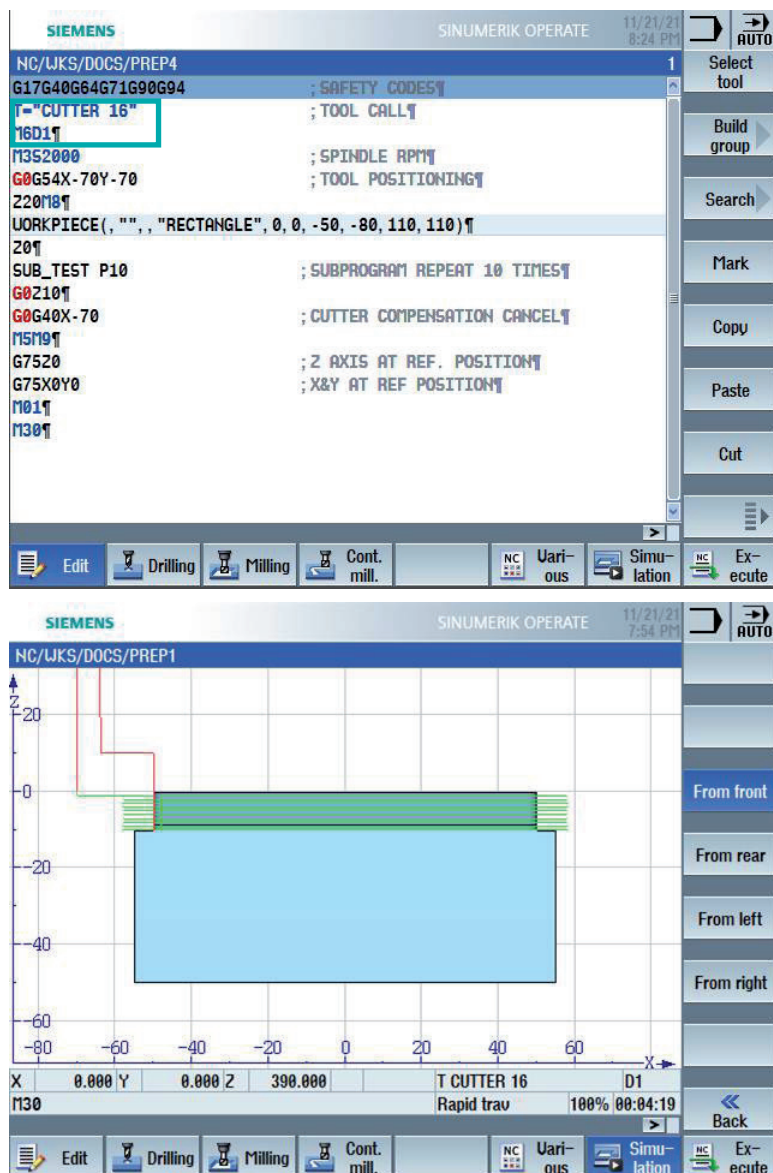 SIEMENS SINUMERIK OPERATE 11/21/21 8:24 PM AUTO
NC/WKS/DOCS/PREP4 1
G17G40G64G71G90G94 ;SAFETY CODES¶
T="CUTTER 16" ;TOOL CALL¶
M6D1¶
M3S2000 ;SPINDLE RPM¶
G0G54X-70Y-70 ;TOOL POSITIONING¶
Z20M8¶
WORKPIECE(,"",,"RECTANGLE",0,0,-50,-80,110,110)¶
Z0¶
SUB_TEST P10 ;SUBPROGRAM REPEAT 10 TIMES¶
G0Z10¶
G0G40X-70 ;CUTTER COMPENSATION CANCEL¶
M5M9¶
G75Z0 ;Z AXIS AT REF. POSITION¶
G75X0Y0 ;X&Y AT REF POSITION¶
M01¶
M30¶
Select tool
Build group
Search
Mark
Copy
Paste
Cut
Edit Drilling Milling Cont. mill. NC Vari-ous Simu-lation NC Ex-ecute
SIEMENS SINUMERIK OPERATE 11/21/21 7:54 PM AUTO
NC/WKS/DOCS/PREP1
Z
20
0
-20
-40
-60
-80 -60 -40 -20 0 20 40 60 X
From front
From rear
From left
From right
X 0.000 Y 0.000 Z 390.000 T CUTTER 16 D1
M30 Rapid trav 100% 00:04:19
Back
Edit Drilling Milling Cont. mill. NC Vari-ous Simu-lation NC Ex-ecute